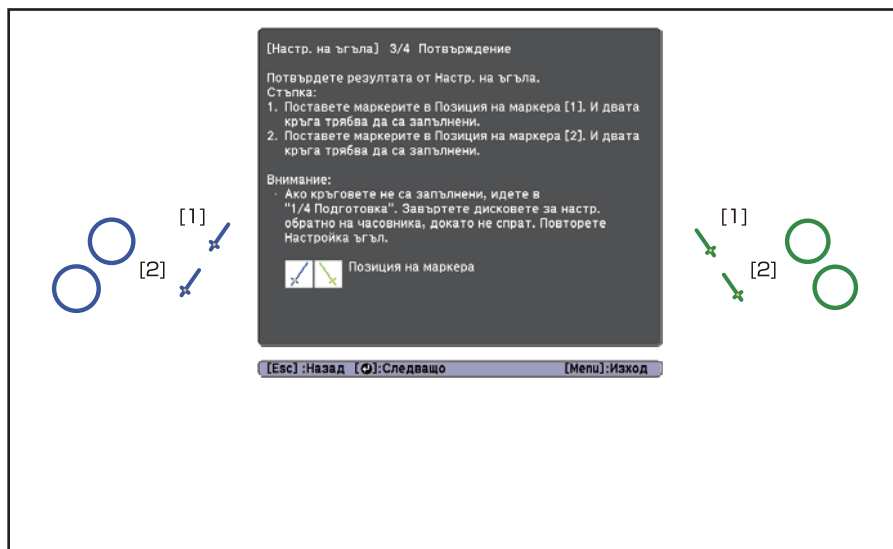 [Настр. на ъгъла] 3/4 Потвърждение
Потвърдете резултата от Настр. на ъгъла.
Стъпка:
1. Поставете маркерите в Позиция на маркера [1]. И двата
кръга трябва да са запълнени.
2. Поставете маркерите в Позиция на маркера [2]. И двата
кръга трябва да са запълнени.
Внимание:
· Ако кръговете не са запълнени, идете в
"1/4 Подготовка". Завъртете дисковете за настр.
обратно на часовника, докато не спрат. Повторете
Настройка ъгъл.
Позиция на маркера
[1]
[2]
[1]
[2]
[Esc] :Назад [⏎]:Следващо [Menu]:Изход